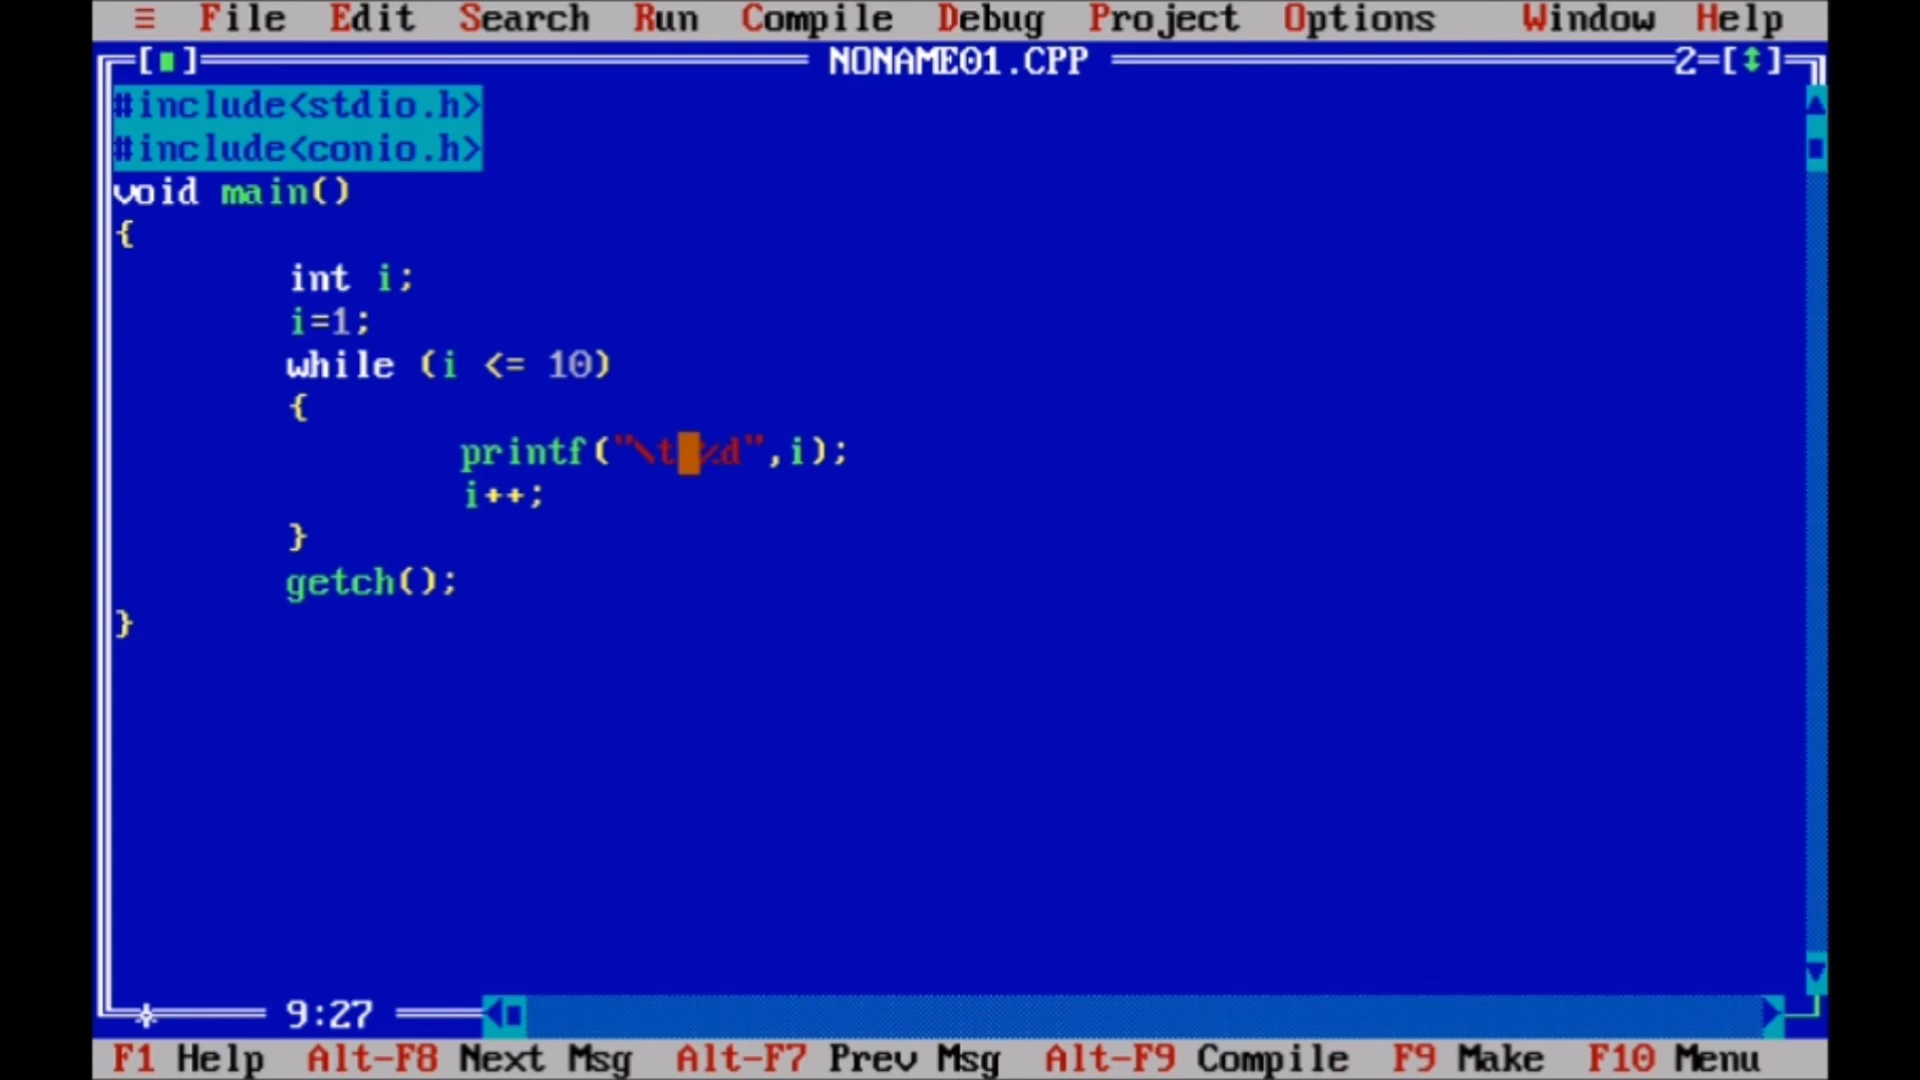 ≡ File Edit Search Run Compile Debug Project Options Window Help
[■] NONAME01.CPP 2=[↕]
#include<stdio.h>
#include<conio.h>
void main()
{
int i;
i=1;
while (i <= 10)
{
printf("\t %d",i);
i++;
}
getch();
}
9:27
F1 Help Alt-F8 Next Msg Alt-F7 Prev Msg Alt-F9 Compile F9 Make F10 Menu